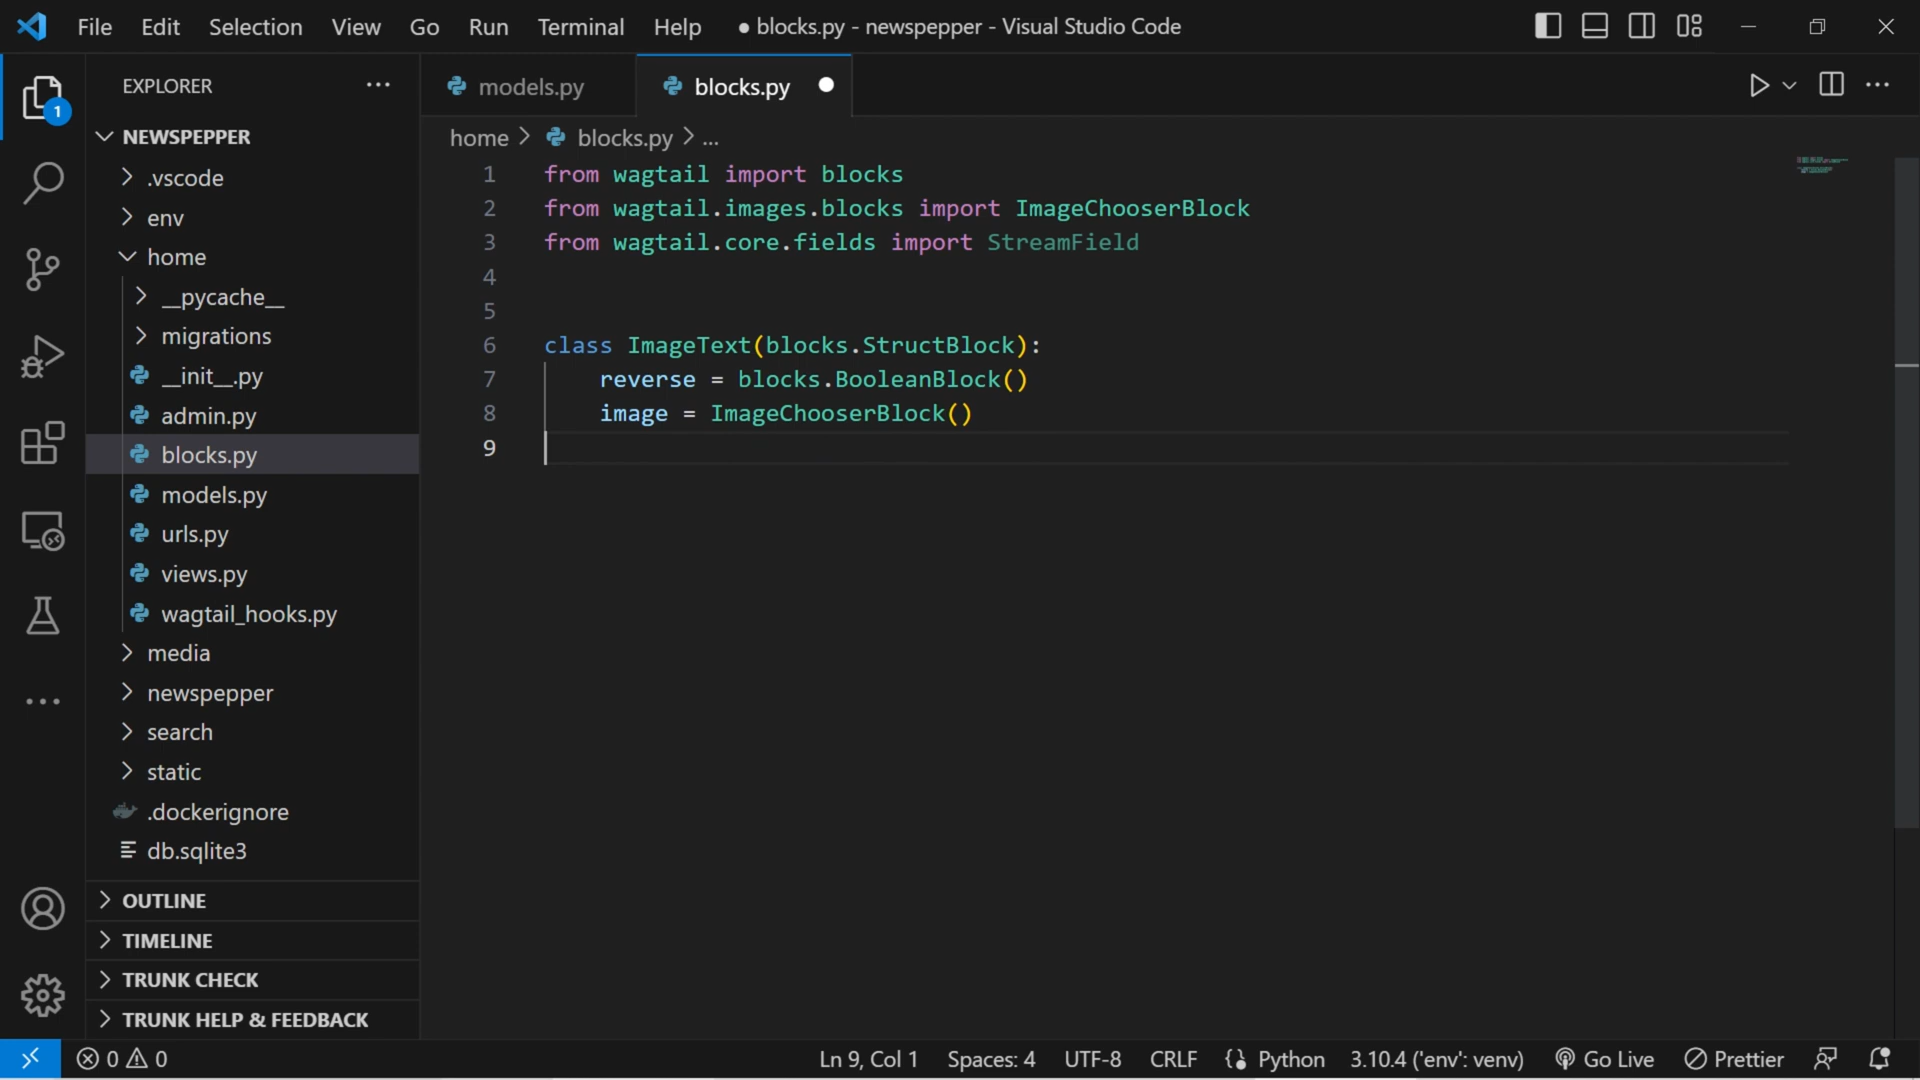 File Edit Selection View Go Run Terminal Help ● blocks.py - newspepper - Visual Studio Code
EXPLORER
models.py
blocks.py
1
NEWSPEPPER
home > blocks.py > ...
.vscode
env
home
__pycache__
migrations
__init__.py
admin.py
blocks.py
models.py
urls.py
views.py
wagtail_hooks.py
media
newspepper
search
static
.dockerignore
db.sqlite3
OUTLINE
TIMELINE
TRUNK CHECK
TRUNK HELP & FEEDBACK
1 from wagtail import blocks
2 from wagtail.images.blocks import ImageChooserBlock
3 from wagtail.core.fields import StreamField
4
5
6 class ImageText(blocks.StructBlock):
7 reverse = blocks.BooleanBlock()
8 image = ImageChooserBlock()
9
0 0 Ln 9, Col 1 Spaces: 4 UTF-8 CRLF Python 3.10.4 ('env': venv) Go Live Prettier